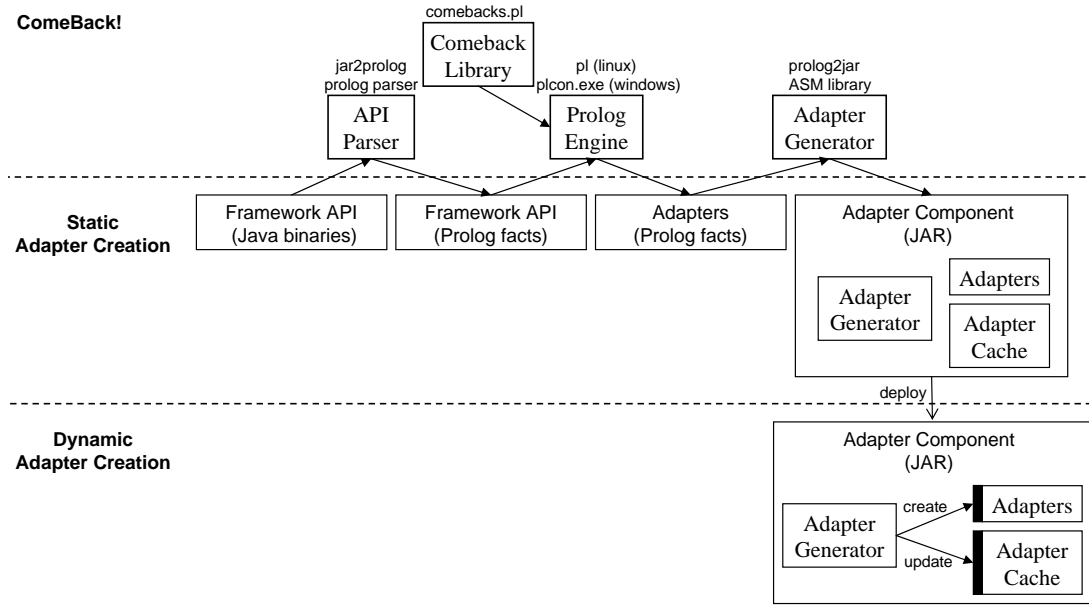 ComeBack!
comebacks.pl
Comeback
Library
jar2prolog
prolog parser
API
Parser
pl (linux)
plcon.exe (windows)
Prolog
Engine
prolog2jar
ASM library
Adapter
Generator
Static
Adapter Creation
Framework API
(Java binaries)
Framework API
(Prolog facts)
Adapters
(Prolog facts)
Adapter Component
(JAR)
Adapter
Generator
Adapters
Adapter
Cache
deploy
Dynamic
Adapter Creation
Adapter Component
(JAR)
Adapter
Generator
create
update
Adapters
Adapter
Cache